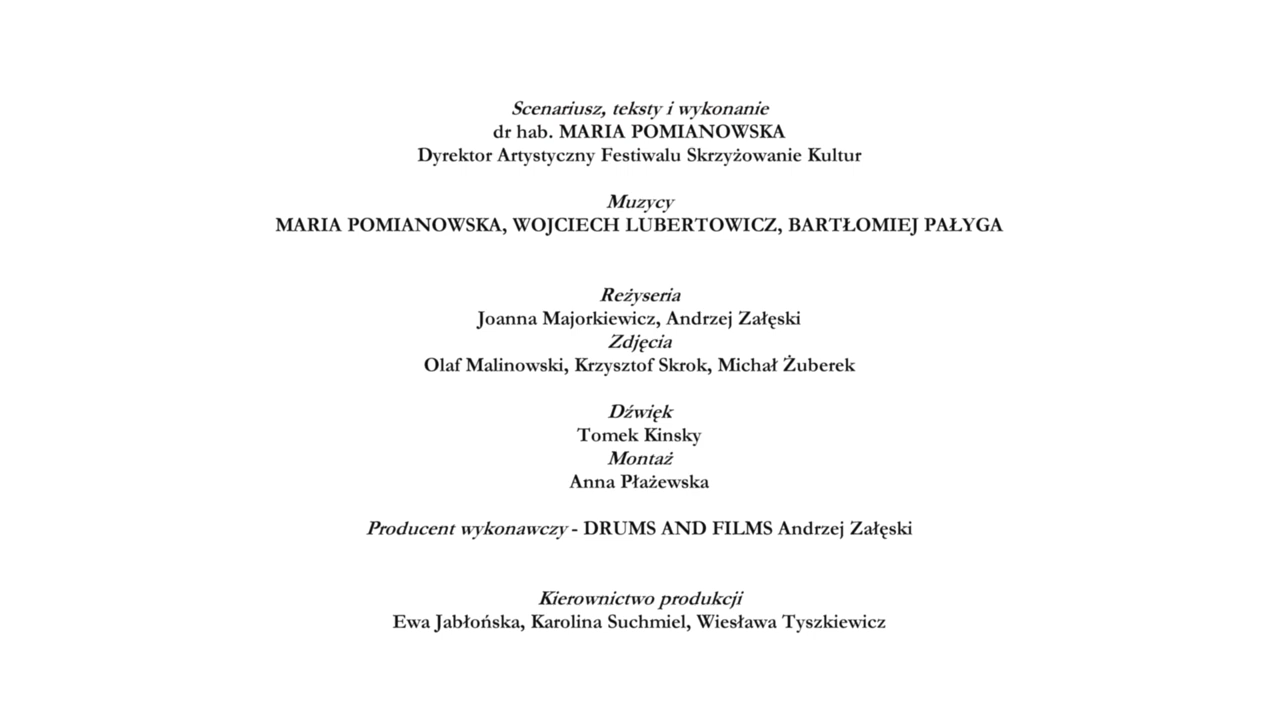 Scenariusz, teksty i wykonanie
dr hab. MARIA POMIANOWSKA
Dyrektor Artystyczny Festiwalu Skrzyżowanie Kultur
Muzycy
MARIA POMIANOWSKA, WOJCIECH LUBERTOWICZ, BARTŁOMIEJ PAŁYGA
Reżyseria
Joanna Majorkiewicz, Andrzej Załęski
Zdjęcia
Olaf Malinowski, Krzysztof Skrok, Michał Żuberek
Dźwięk
Tomek Kinsky
Montaż
Anna Płażewska
Producent wykonawczy - DRUMS AND FILMS Andrzej Załęski
Kierownictwo produkcji
Ewa Jabłońska, Karolina Suchmiel, Wiesława Tyszkiewicz